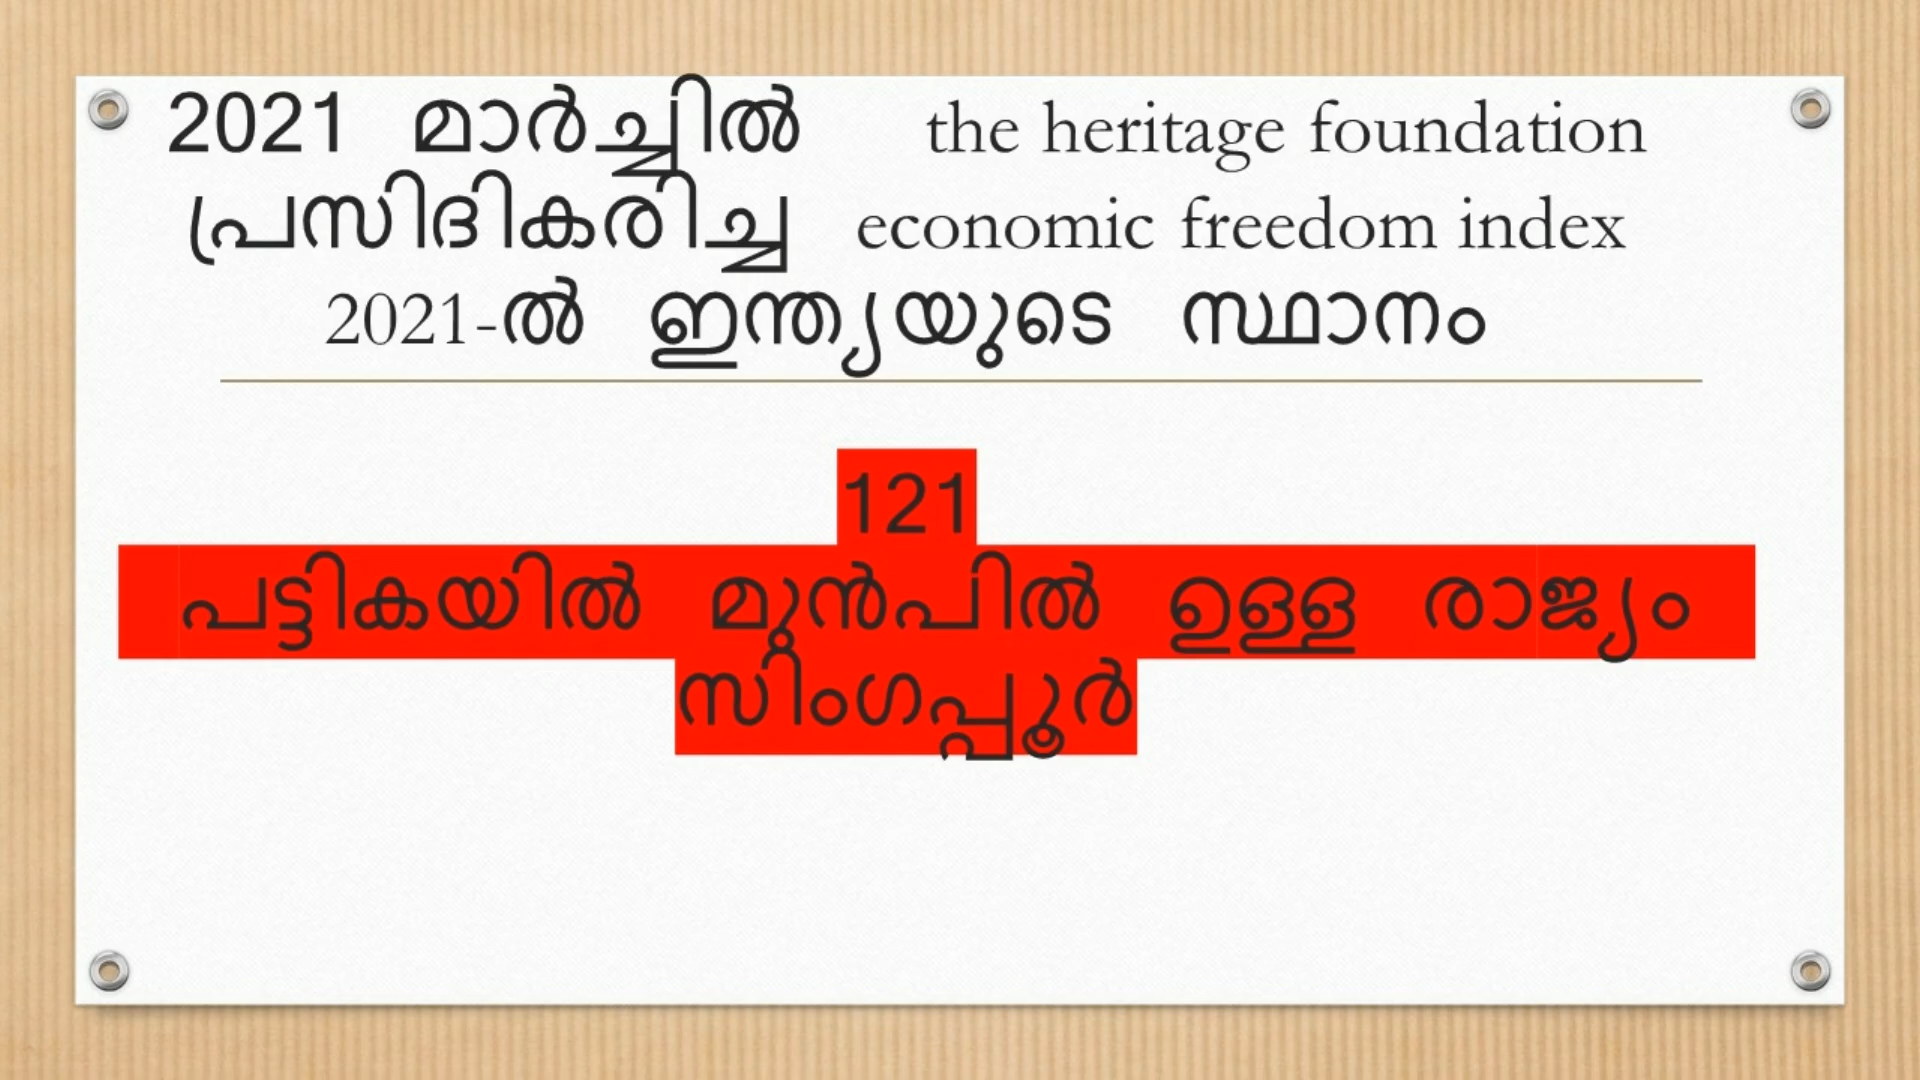 2021 മാർച്ചിൽ the heritage foundation
പ്രസിദികരിച്ച economic freedom index
2021-ൽ ഇന്ത്യയുടെ സ്ഥാനം
121
പട്ടികയിൽ മുൻപിൽ ഉള്ള രാജ്യം
സിംഗപ്പൂർ